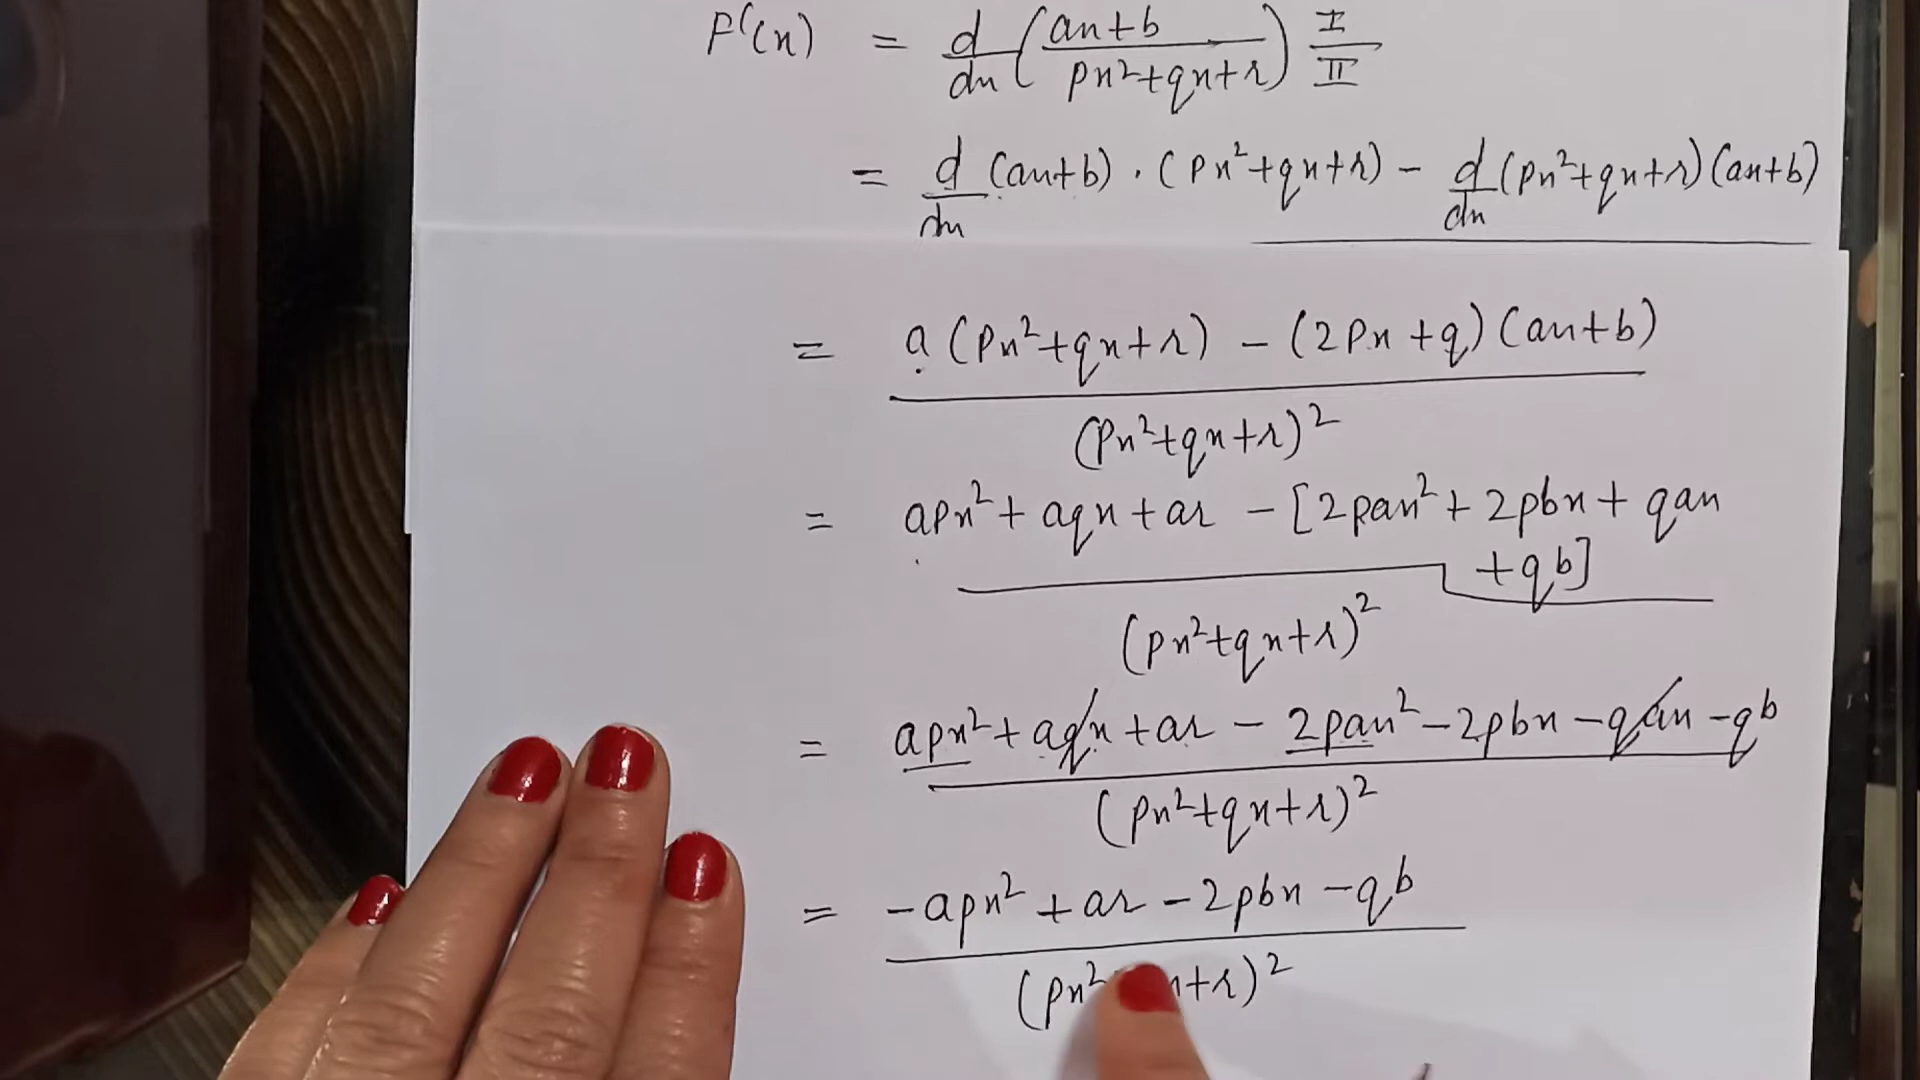 F'(x) = d/dx (ax+b / px²+qx+r) I/II
= d/dx (ax+b) · (px²+qx+r) - d/dx (px²+qx+r)(ax+b)
= a(px²+qx+r) - (2px+q)(ax+b)
(px²+qx+r)²
= apx² + aqx + ar - [2pax² + 2pbx + qax
+qb]
(px²+qx+r)²
= apx² + aqx + ar - 2pax² - 2pbx - qax - qb
(px²+qx+r)²
= -apx² + ar - 2pbx - qb
(px² x+r)²